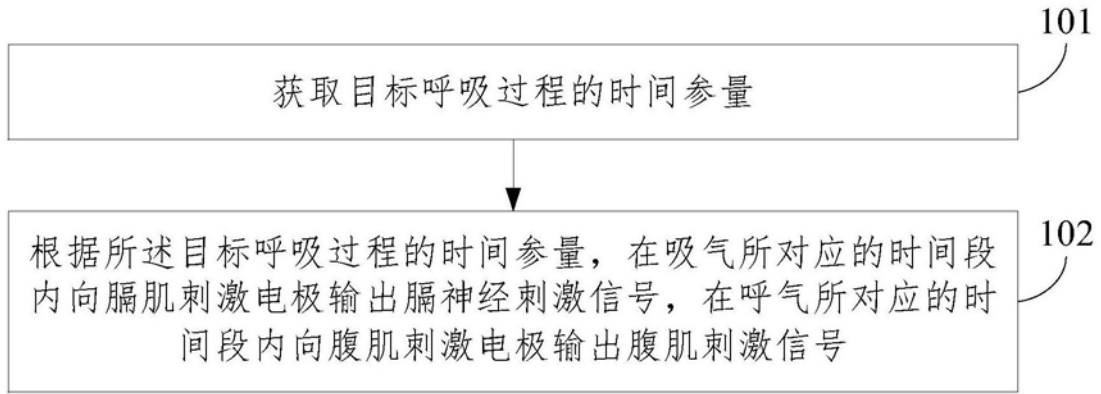 101
获取目标呼吸过程的时间参量
102
根据所述目标呼吸过程的时间参量，在吸气所对应的时间段
内向膈肌刺激电极输出膈神经刺激信号，在呼气所对应的时
间段内向腹肌刺激电极输出腹肌刺激信号